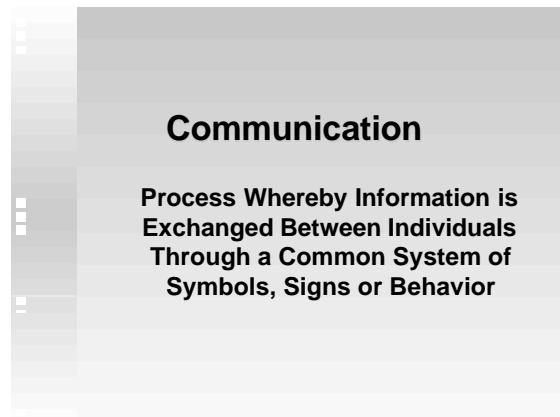 Communication
Process Whereby Information is
Exchanged Between Individuals
Through a Common System of
Symbols, Signs or Behavior